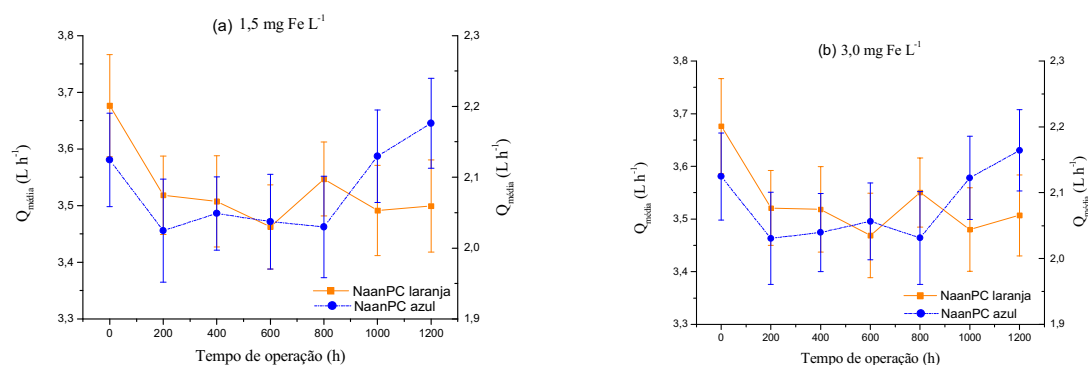 (a) 1,5 mg Fe L-1
3,8
3,7
3,6
3,5
3,4
3,3
Qmédia (L h-1)
2,3
2,2
2,1
2,0
1,9
Qmédia (L h-1)
NaanPC laranja
NaanPC azul
0 200 400 600 800 1000 1200
Tempo de operação (h)
(b) 3,0 mg Fe L-1
3,8
3,7
3,6
3,5
3,4
3,3
Qmédia (L h-1)
2,3
2,2
2,1
2,0
1,9
Qmédia (L h-1)
NaanPC laranja
NaanPC azul
0 200 400 600 800 1000 1200
Tempo de operação (h)